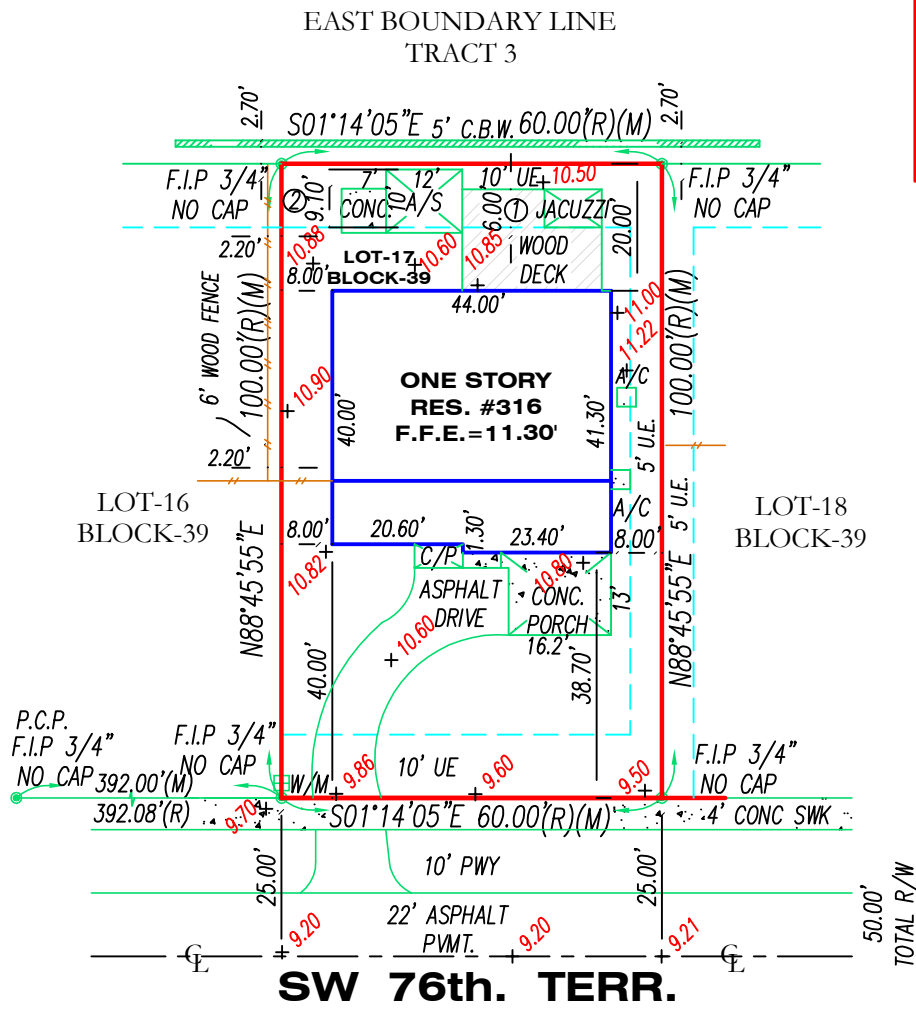 EAST BOUNDARY LINE
TRACT 3
2.70'
2.70'
S01°14'05"E 5' C.B.W. 60.00'(R)(M)
F.I.P 3/4"
NO CAP
7'
12'
10' UE
10.50
F.I.P 3/4"
NO CAP
2
9.10'
CONC.
10'
A/S
6.00'
1
JACUZZI
20.00'
2.20'
10.88
LOT-17
BLOCK-39
10.60
10.85
WOOD
DECK
8.00'
44.00'
11.00
6' WOOD FENCE
100.00'(R)(M)
100.00'(R)(M)
11.22
A/C
10.90
40.00'
ONE STORY
RES. #316
F.F.E.=11.30'
41.30'
5' U.E.
2.20'
LOT-16
BLOCK-39
A/C
5' U.E.
LOT-18
BLOCK-39
8.00'
20.60'
1.30'
23.40'
8.00'
N88°45'55"E
10.82
C/P
10.80
N88°45'55"E
ASPHALT
DRIVE
CONC.
PORCH
13'
16.2'
10.60
40.00'
38.70'
P.C.P.
F.I.P 3/4"
NO CAP
F.I.P 3/4"
NO CAP
10' UE
F.I.P 3/4"
NO CAP
392.00'(M)
W/M
9.86
9.60
9.50
392.08'(R)
9.70
S01°14'05"E 60.00'(R)(M)
4' CONC SWK
25.00'
10' PWY
25.00'
50.00'
TOTAL R/W
22' ASPHALT
PVMT.
9.20
9.20
9.21
CL
CL
SW 76th. TERR.